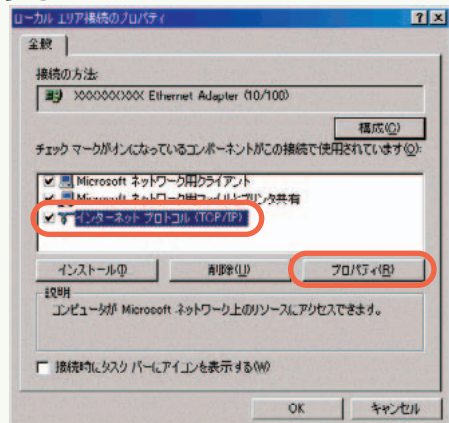 ローカル エリア接続のプロパティ
全般
接続の方法:
XXXXXXXXX Ethernet Adapter (10/100)
構成(C)
チェック マークがオンになっているコンポーネントがこの接続で使用されています(O):
Microsoft ネットワーク用クライアント
Microsoft ネットワーク用ファイルとプリンタ共有
インターネット プロトコル (TCP/IP)
インストール(I)
削除(U)
プロパティ(R)
説明
コンピュータが Microsoft ネットワーク上のリソースにアクセスできます。
接続時にタスク バーにアイコンを表示する(W)
OK
キャンセル